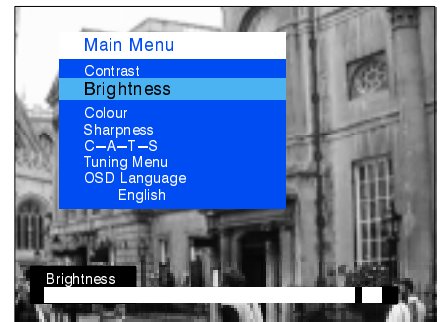 Main Menu
Contrast
Brightness
Colour
Sharpness
C–A–T–S
Tuning Menu
OSD Language
English
Brightness